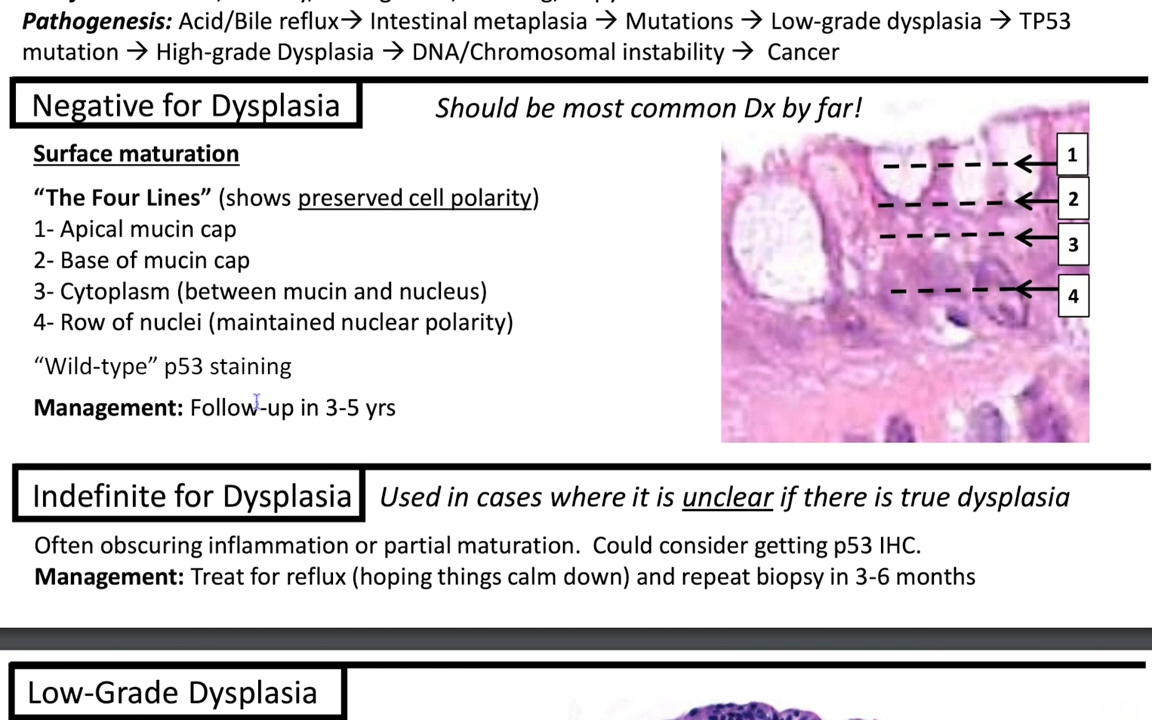 Pathogenesis: Acid/Bile reflux→ Intestinal metaplasia → Mutations → Low-grade dysplasia → TP53
mutation → High-grade Dysplasia → DNA/Chromosomal instability → Cancer
Negative for Dysplasia
Should be most common Dx by far!
Surface maturation
“The Four Lines” (shows preserved cell polarity)
1- Apical mucin cap
2- Base of mucin cap
3- Cytoplasm (between mucin and nucleus)
4- Row of nuclei (maintained nuclear polarity)
“Wild-type” p53 staining
Management: Follow-up in 3-5 yrs
1
2
3
4
Indefinite for Dysplasia
Used in cases where it is unclear if there is true dysplasia
Often obscuring inflammation or partial maturation. Could consider getting p53 IHC.
Management: Treat for reflux (hoping things calm down) and repeat biopsy in 3-6 months
Low-Grade Dysplasia